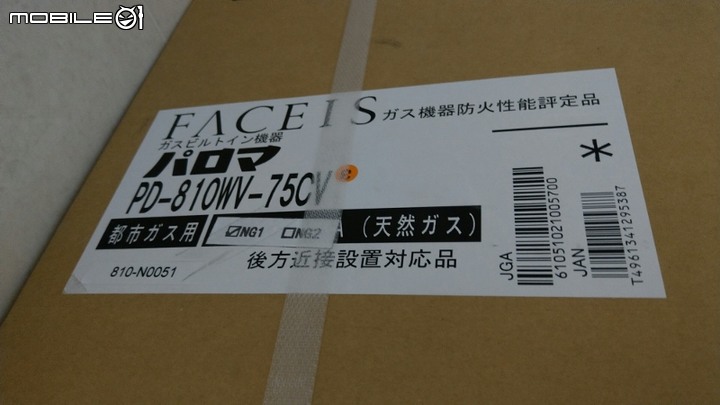 mobile01
FACEIS
ガス機器防火性能評定品
ガスビルトイン機器
パロマ
*
PD-810WV-75CV
都市ガス用
NG1 NG2
A (天然ガス)
810-N0051
後方近接設置対応品
JGA
61051021005700
JAN
T4961341295387